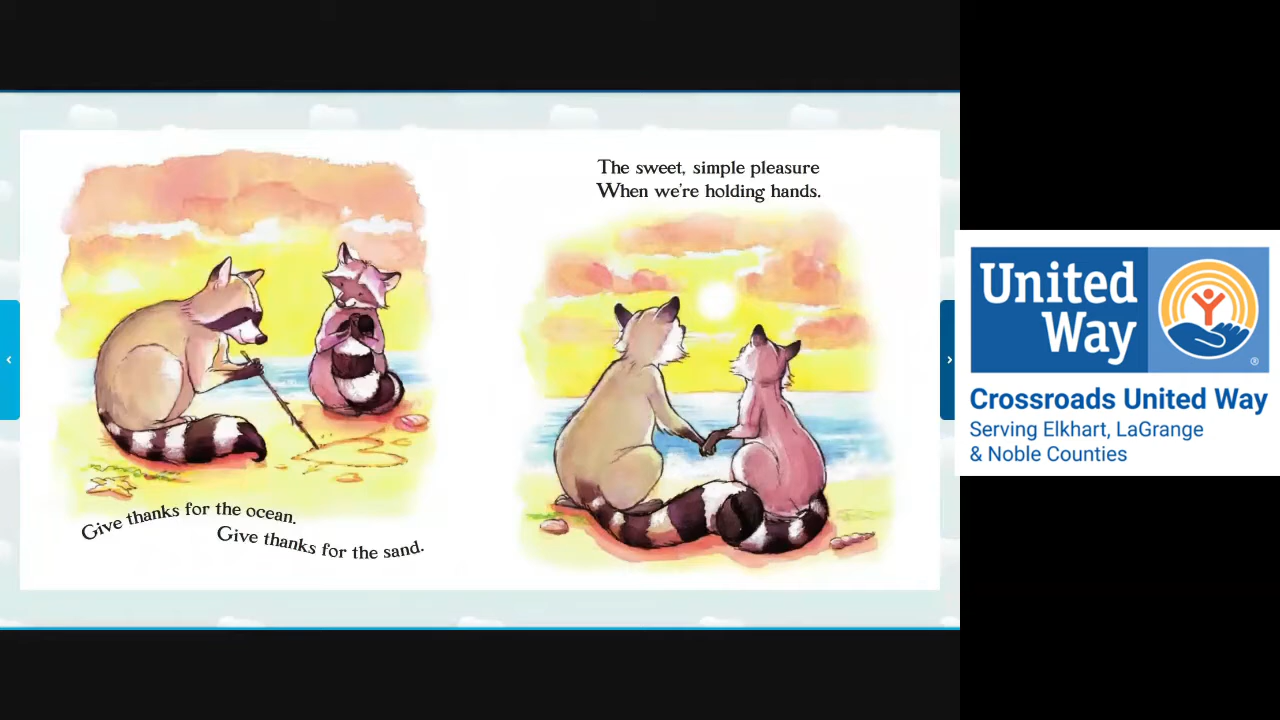 Give thanks for the ocean.
Give thanks for the sand.
The sweet, simple pleasure
When we're holding hands.
United
Way
®
Crossroads United Way
Serving Elkhart, LaGrange
& Noble Counties